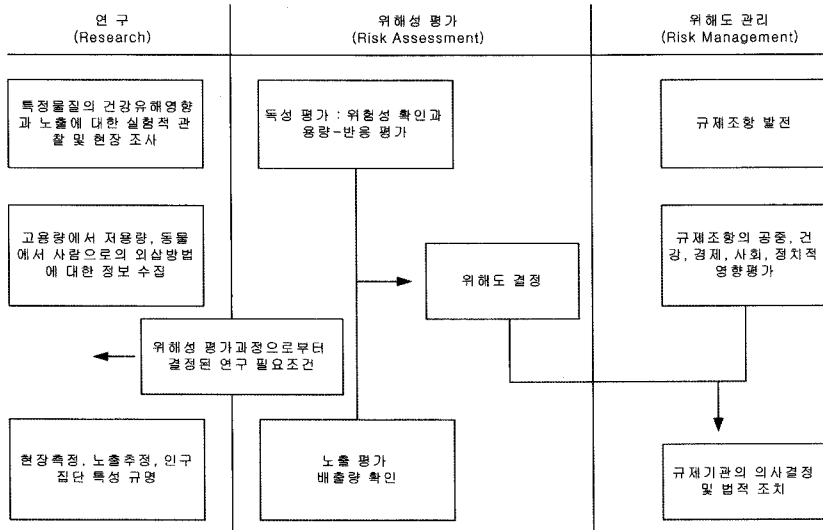 연 구
(Research)
위해성 평가
(Risk Assessment)
위해도 관리
(Risk Management)
특정물질의 건강유해영향
과 노출에 대한 실험적 관
찰 및 현장 조사
독성 평가 : 위험성 확인과
용량-반응 평가
규제조항 발전
고용량에서 저용량, 동물
에서 사람으로의 외삽방법
에 대한 정보 수집
위해도 결정
규제조항의 공중, 건
강, 경제, 사회, 정치적
영향평가
위해성 평가과정으로부터
결정된 연구 필요조건
현장측정, 노출추정, 인구
집단 특성 규명
노출 평가
배출량 확인
규제기관의 의사결정
및 법적 조치